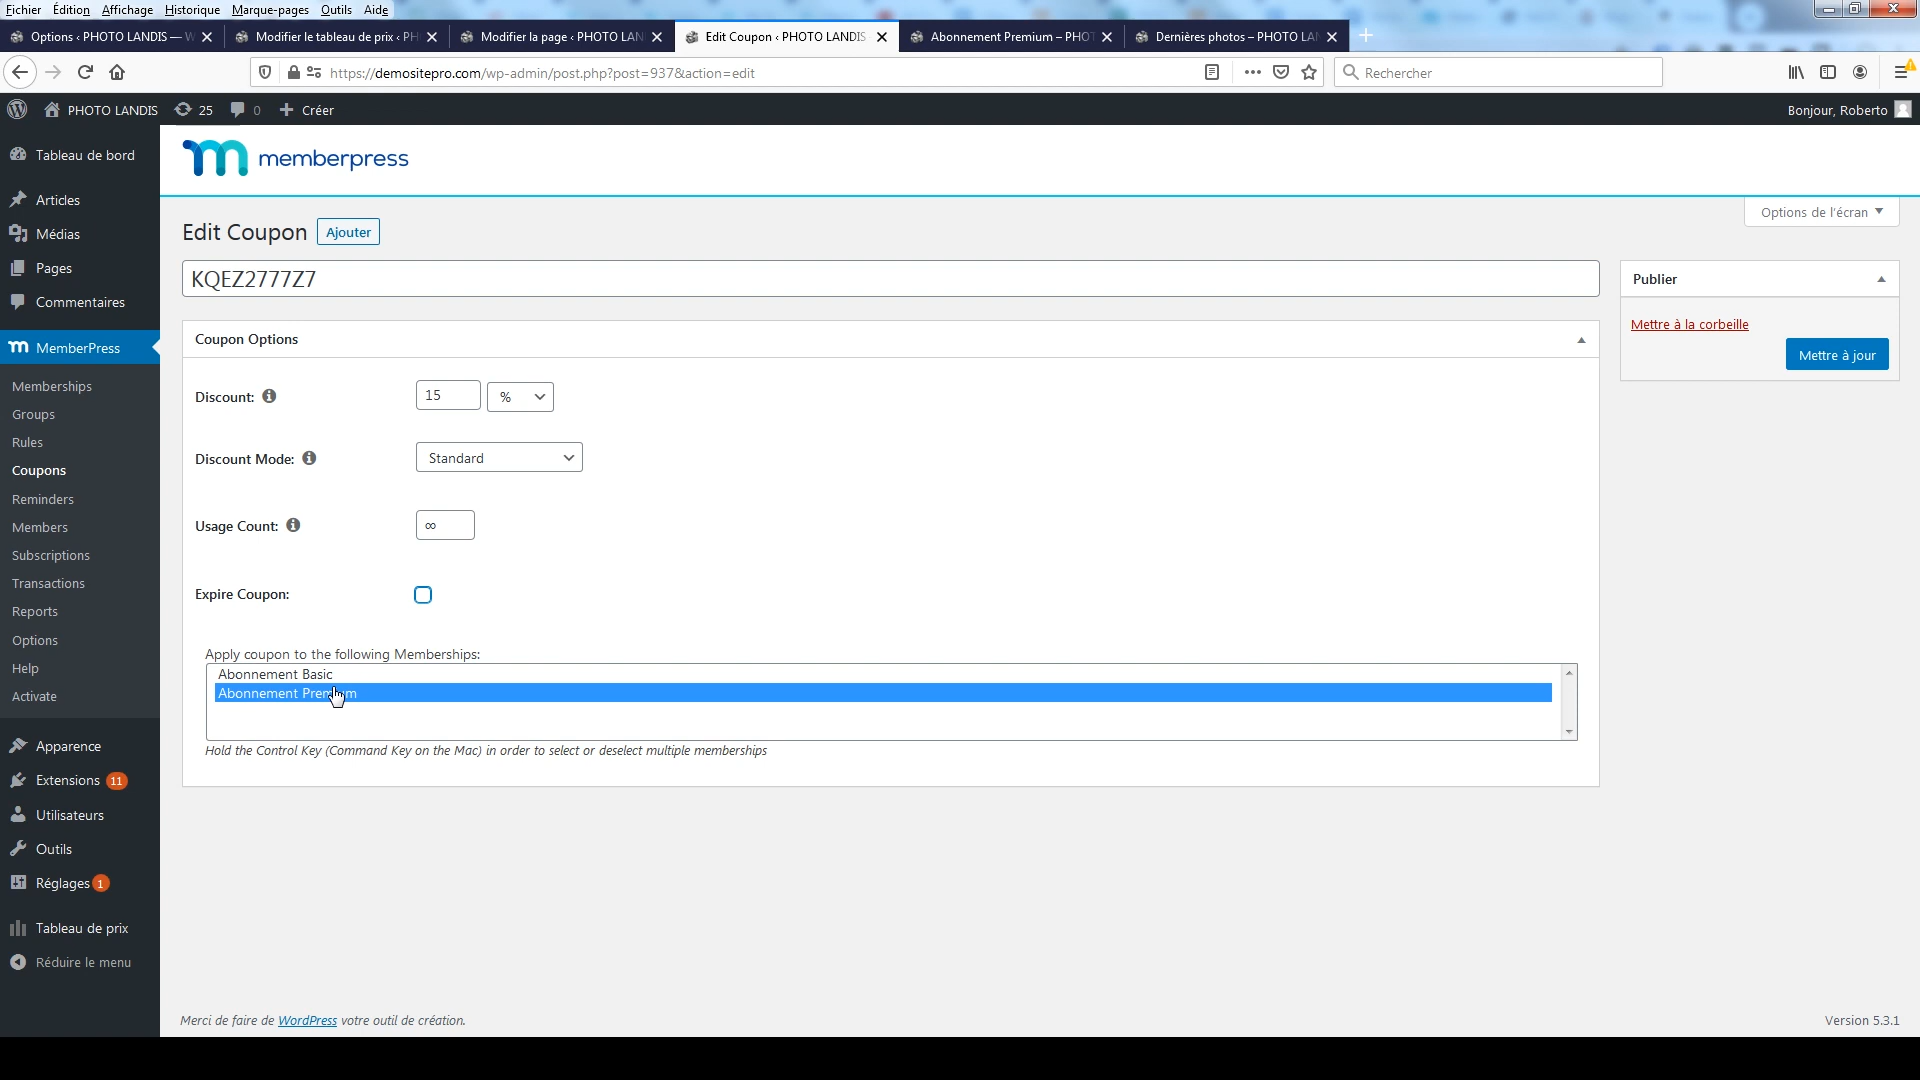 Fichier Édition Affichage Historique Marque-pages Outils Aide
Options ‹ PHOTO LANDIS — W Modifier le tableau de prix ‹ PH Modifier la page ‹ PHOTO LAN Edit Coupon ‹ PHOTO LANDIS Abonnement Premium – PHOT Dernières photos – PHOTO LAN
https://demositepro.com/wp-admin/post.php?post=937&action=edit
Rechercher
PHOTO LANDIS 25 0 Créer
Bonjour, Roberto
Tableau de bord
Articles
Médias
Pages
Commentaires
MemberPress
Memberships
Groups
Rules
Coupons
Reminders
Members
Subscriptions
Transactions
Reports
Options
Help
Activate
Apparence
Extensions 11
Utilisateurs
Outils
Réglages 1
Tableau de prix
Réduire le menu
memberpress
Options de l'écran
Edit Coupon Ajouter
KQEZ2777Z7
Coupon Options
Discount: 15 %
Discount Mode: Standard
Usage Count: ∞
Expire Coupon:
Apply coupon to the following Memberships:
Abonnement Basic
Abonnement Premium
Hold the Control Key (Command Key on the Mac) in order to select or deselect multiple memberships
Publier
Mettre à la corbeille
Mettre à jour
Merci de faire de WordPress votre outil de création.
Version 5.3.1